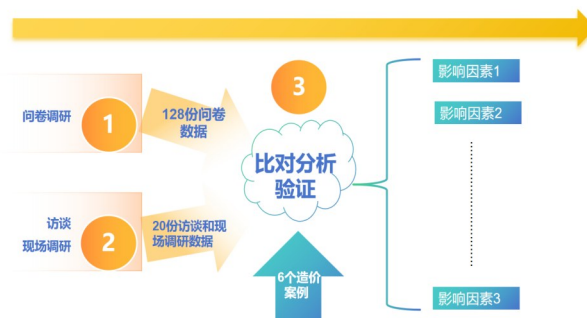 问卷调研
1
128份问卷
数据
3
比对分析
验证
访谈
现场调研
2
20份访谈和现
场调研数据
6个造价
案例
影响因素1
影响因素2
影响因素3